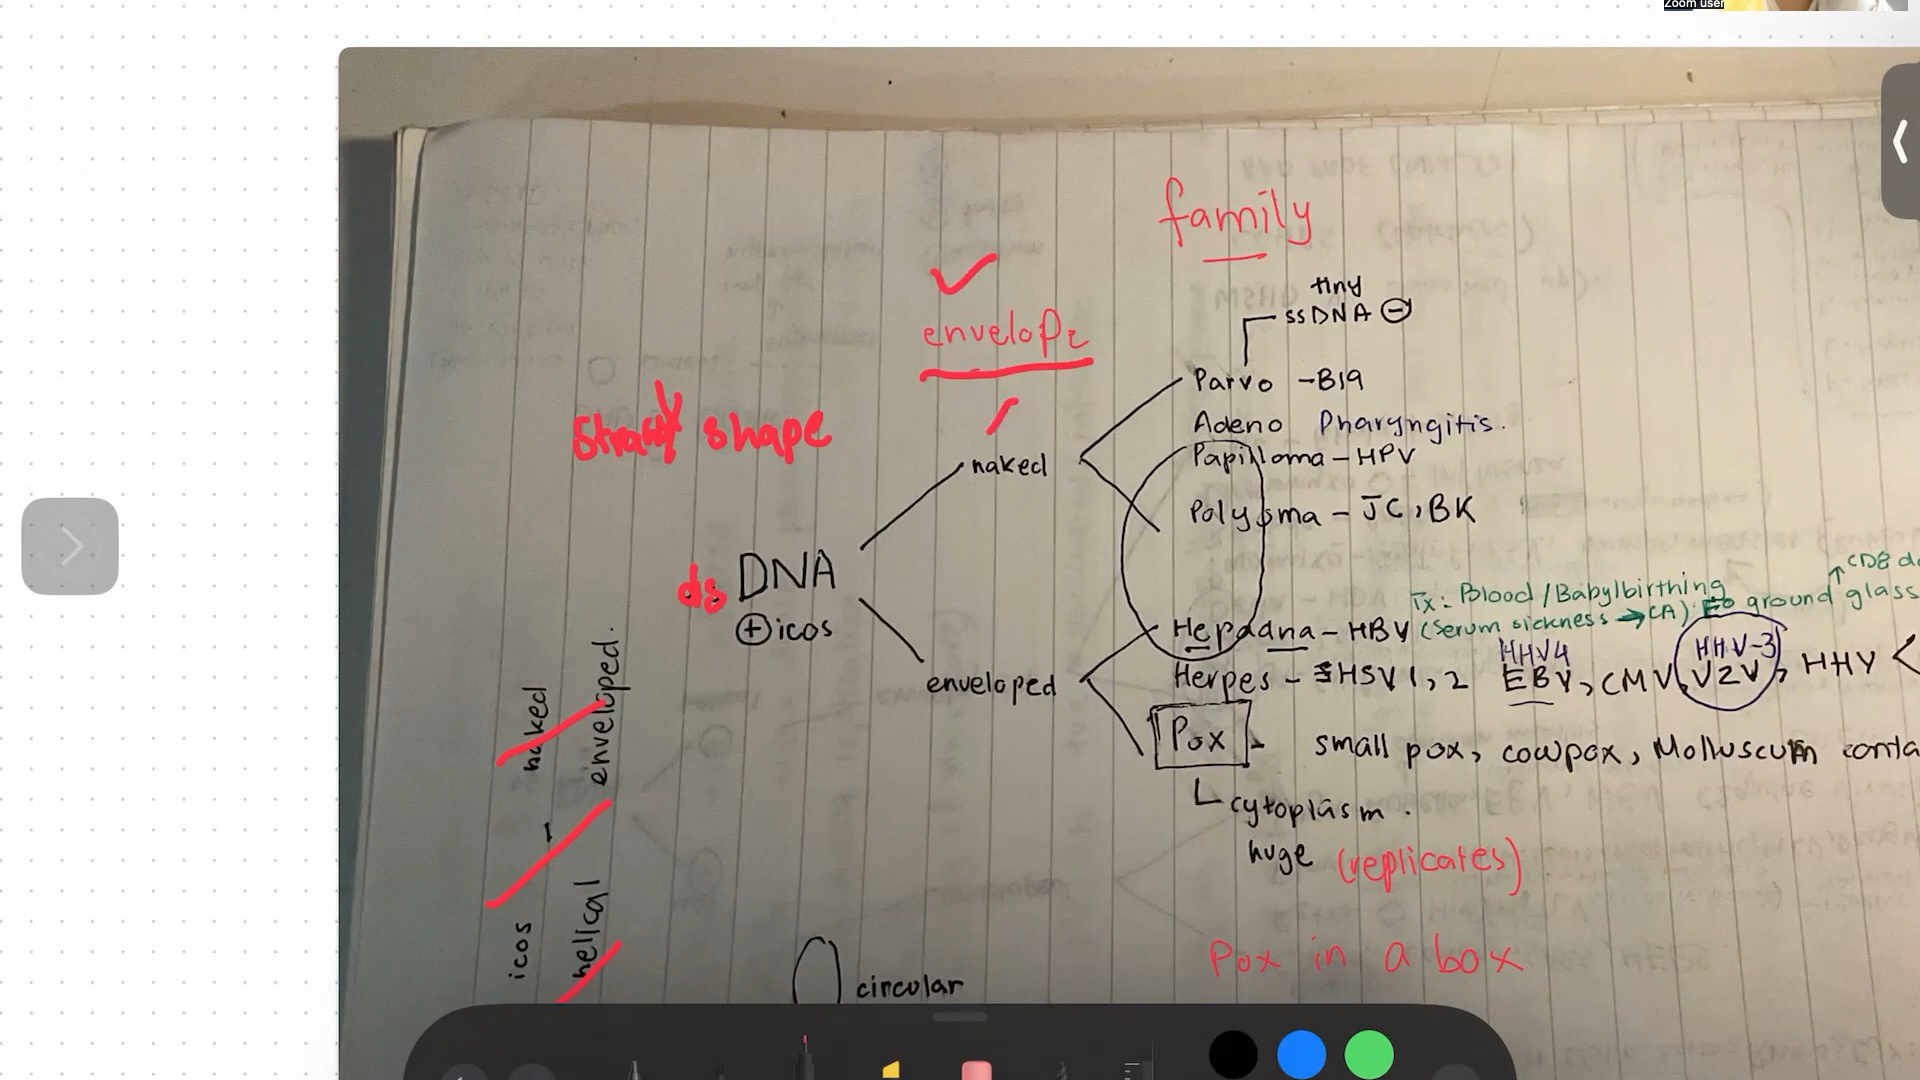 Zoom user
family
tiny
ssDNA ⊖
envelope
Parvo - B19
strand shape
Adeno Pharyngitis.
naked
Papilloma - HPV
Polyoma - JC, BK
ds DNA
⊕ icos
CD8
Tx: Blood/Babybirthing
ground glass
Hepadna - HBV (Serum sickness → CA)
HHV4
HHV-3
Herpes - HSV 1, 2 EBV, CMV, VZV, HHV
enveloped
Pox - small pox, cowpox, Molluscum conta
cytoplasm.
huge (replicates)
Pox in a box
circular
naked
enveloped.
icos
helical